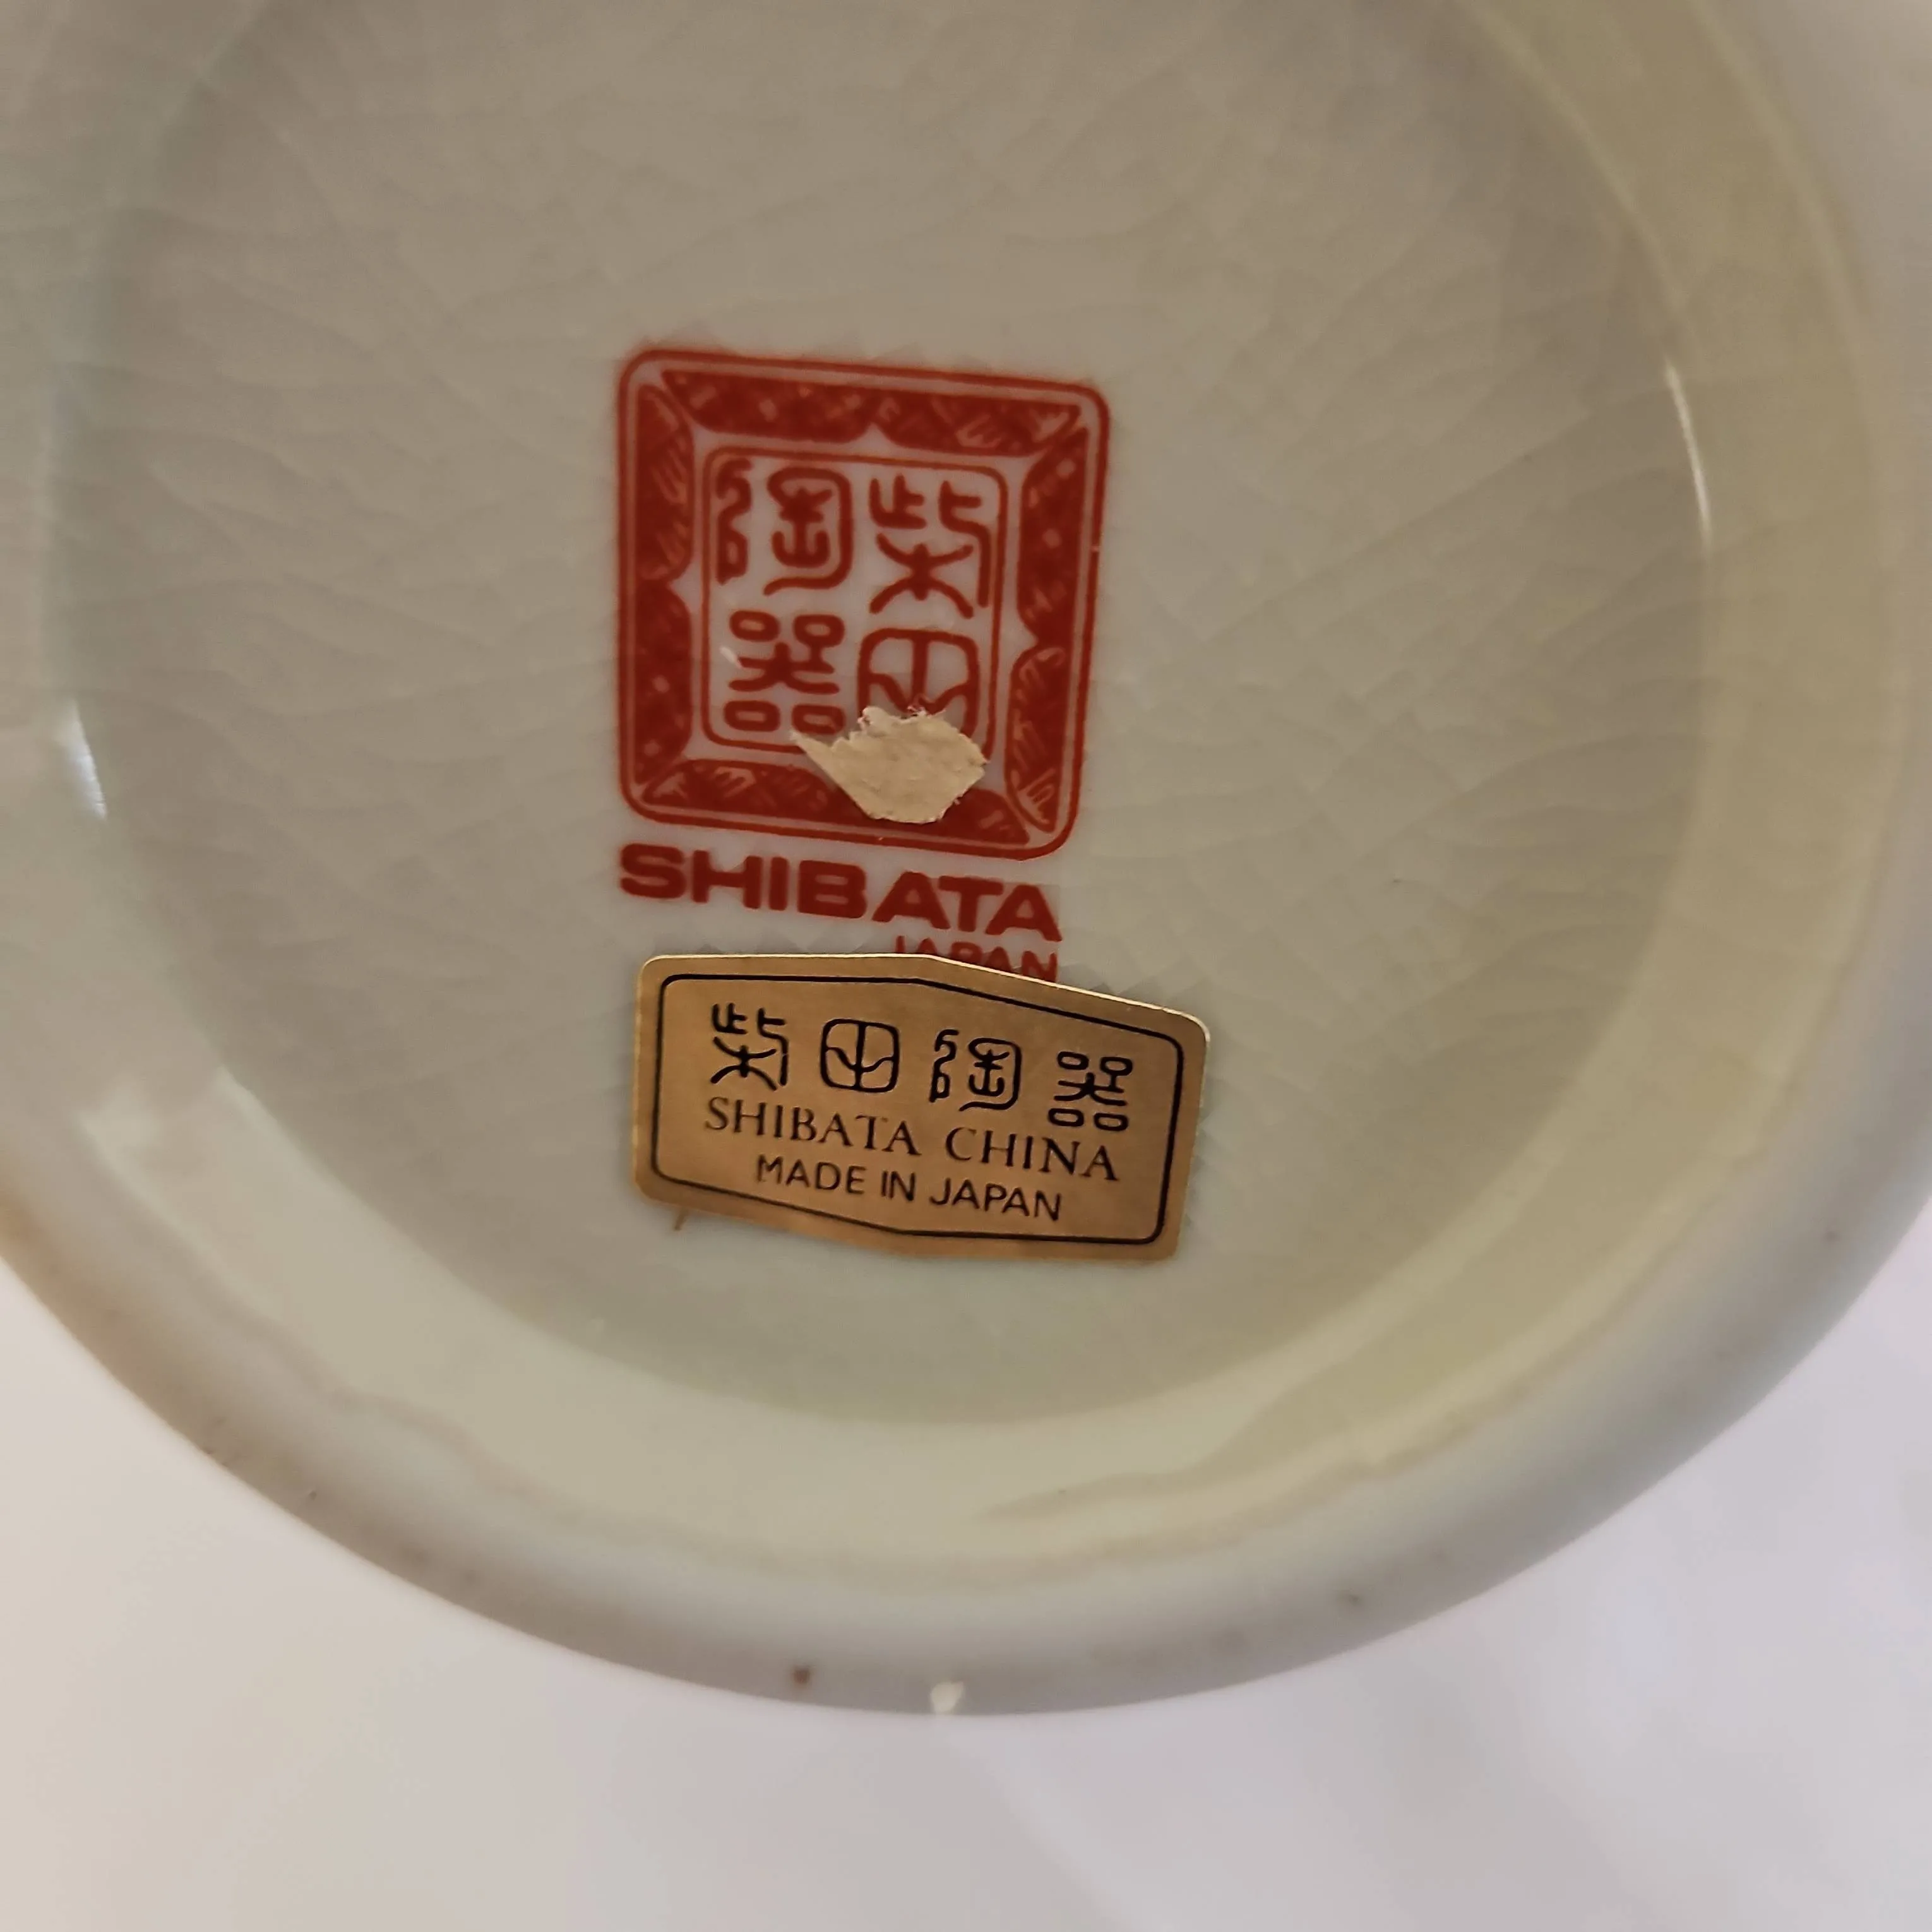 柴田
陶器
SHIBATA
JAPAN
柴田陶器
SHIBATA CHINA
MADE IN JAPAN